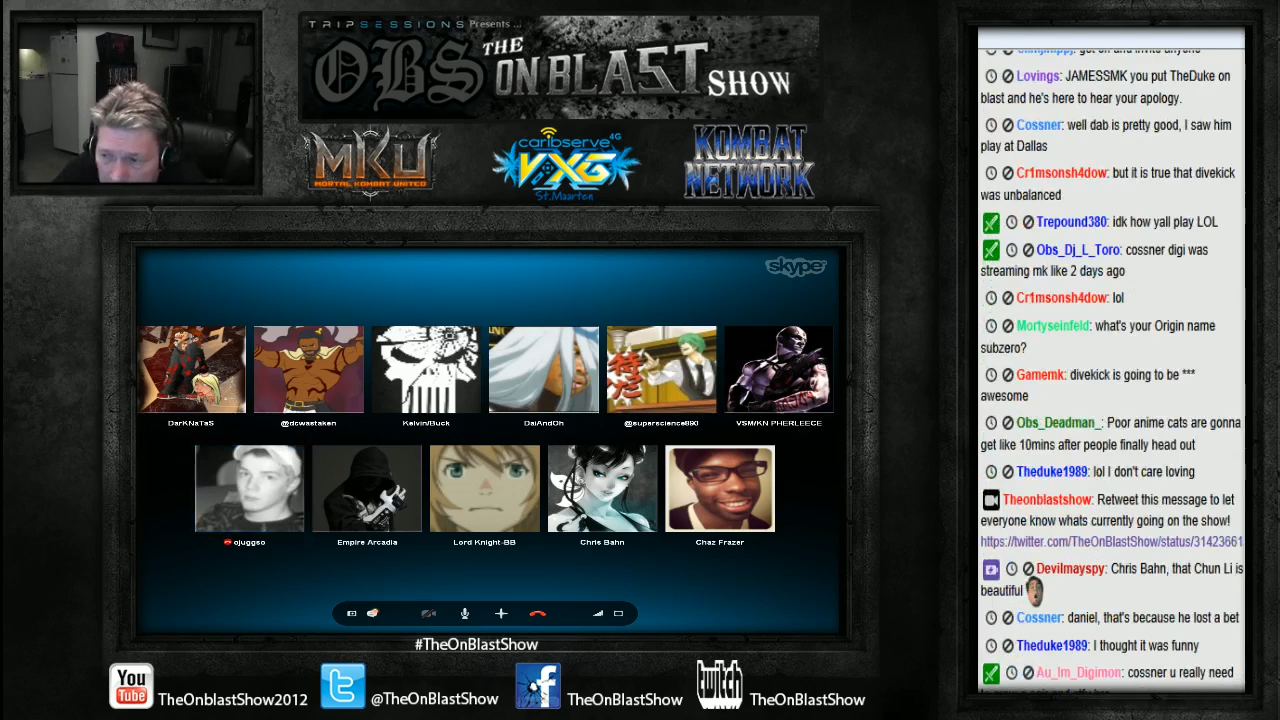 TRIPSESSIONS Presents ...
OBS THE ON BLAST SHOW
MKU
MORTAL KOMBAT UNITED
caribserve 4G
VXG
St.Maarten
KOMBAT
NETWORK
skype
DarKNaTaS
@dcwastaken
Kelvin/Buck
DaiAndOh
待った
@superscience890
VSM/KN PHERLEECE
ojuggso
Empire Arcadia
Lord Knight-BB
Chris Bahn
Chaz Frazer
#TheOnBlastShow
You
Tube
TheOnblastShow2012
@TheOnBlastShow
TheOnBlastShow
twitch
TheOnBlastShow
Lovings: JAMESSMK you put TheDuke on
blast and he's here to hear your apology.
Cossner: well dab is pretty good, I saw him
play at Dallas
Cr1msonsh4dow: but it is true that divekick
was unbalanced
Trepound380: idk how yall play LOL
Obs_Dj_L_Toro: cossner digi was
streaming mk like 2 days ago
Cr1msonsh4dow: lol
Mortyseinfeld: what's your Origin name
subzero?
Gamemk: divekick is going to be ***
awesome
Obs_Deadman_: Poor anime cats are gonna
get like 10mins after people finally head out
Theduke1989: lol I don't care loving
Theonblastshow: Retweet this message to let
everyone know whats currently going on the show!
https://twitter.com/TheOnBlastShow/status/31423661
Devilmayspy: Chris Bahn, that Chun Li is
beautiful
Cossner: daniel, that's because he lost a bet
Theduke1989: I thought it was funny
Au_Im_Digimon: cossner u really need